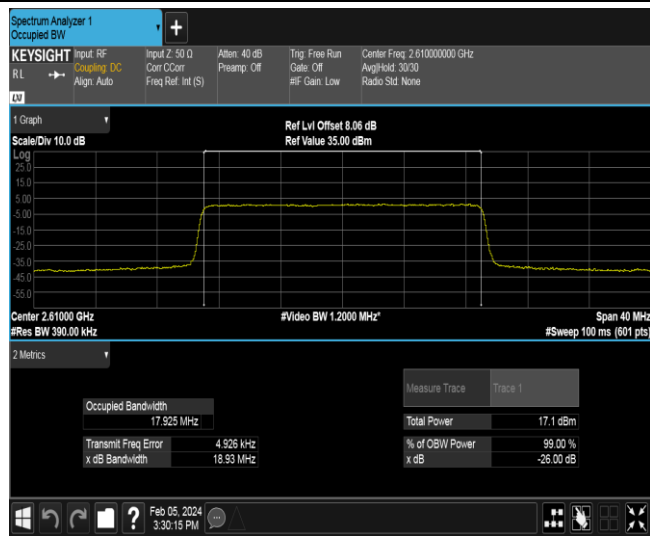 Spectrum Analyzer 1
Occupied BW
+
KEYSIGHT
RL
LXI
Input: RF
Coupling: DC
Align: Auto
Input Z: 50 Ω
Corr CCorr
Freq Ref: Int (S)
Atten: 40 dB
Preamp: Off
Trig: Free Run
Gate: Off
#IF Gain: Low
Center Freq: 2.610000000 GHz
Avg|Hold: 30/30
Radio Std: None
1 Graph
Scale/Div 10.0 dB
Ref Lvl Offset 8.06 dB
Ref Value 35.00 dBm
Log
25.0
15.0
5.00
-5.00
-15.0
-25.0
-35.0
-45.0
-55.0
Center 2.61000 GHz
#Video BW 1.2000 MHz*
Span 40 MHz
#Res BW 390.00 kHz
#Sweep 100 ms (601 pts)
2 Metrics
Measure Trace
Trace 1
Occupied Bandwidth
17.925 MHz
Total Power
17.1 dBm
Transmit Freq Error
4.926 kHz
% of OBW Power
99.00 %
x dB Bandwidth
18.93 MHz
x dB
-26.00 dB
?
Feb 05, 2024
3:30:15 PM